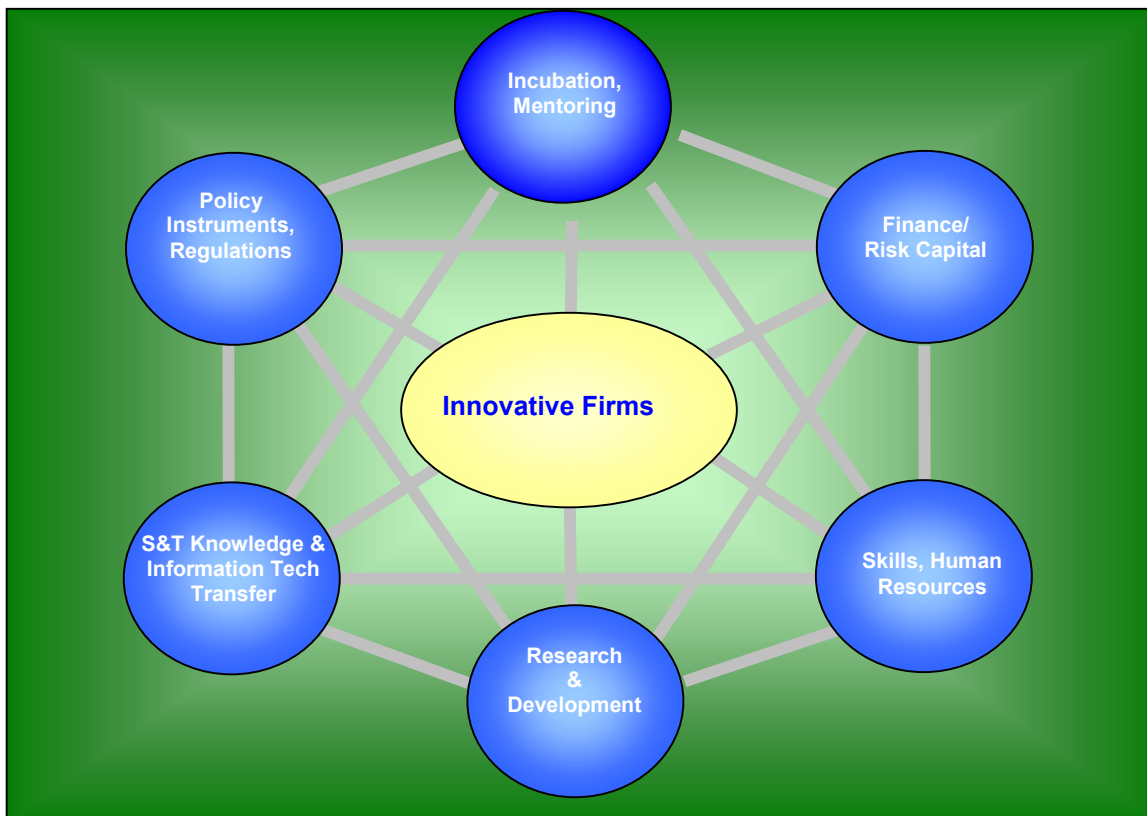 Incubation,
Mentoring
Policy
Instruments,
Regulations
Finance/
Risk Capital
Innovative Firms
S&T Knowledge &
Information Tech
Transfer
Skills, Human
Resources
Research
&
Development